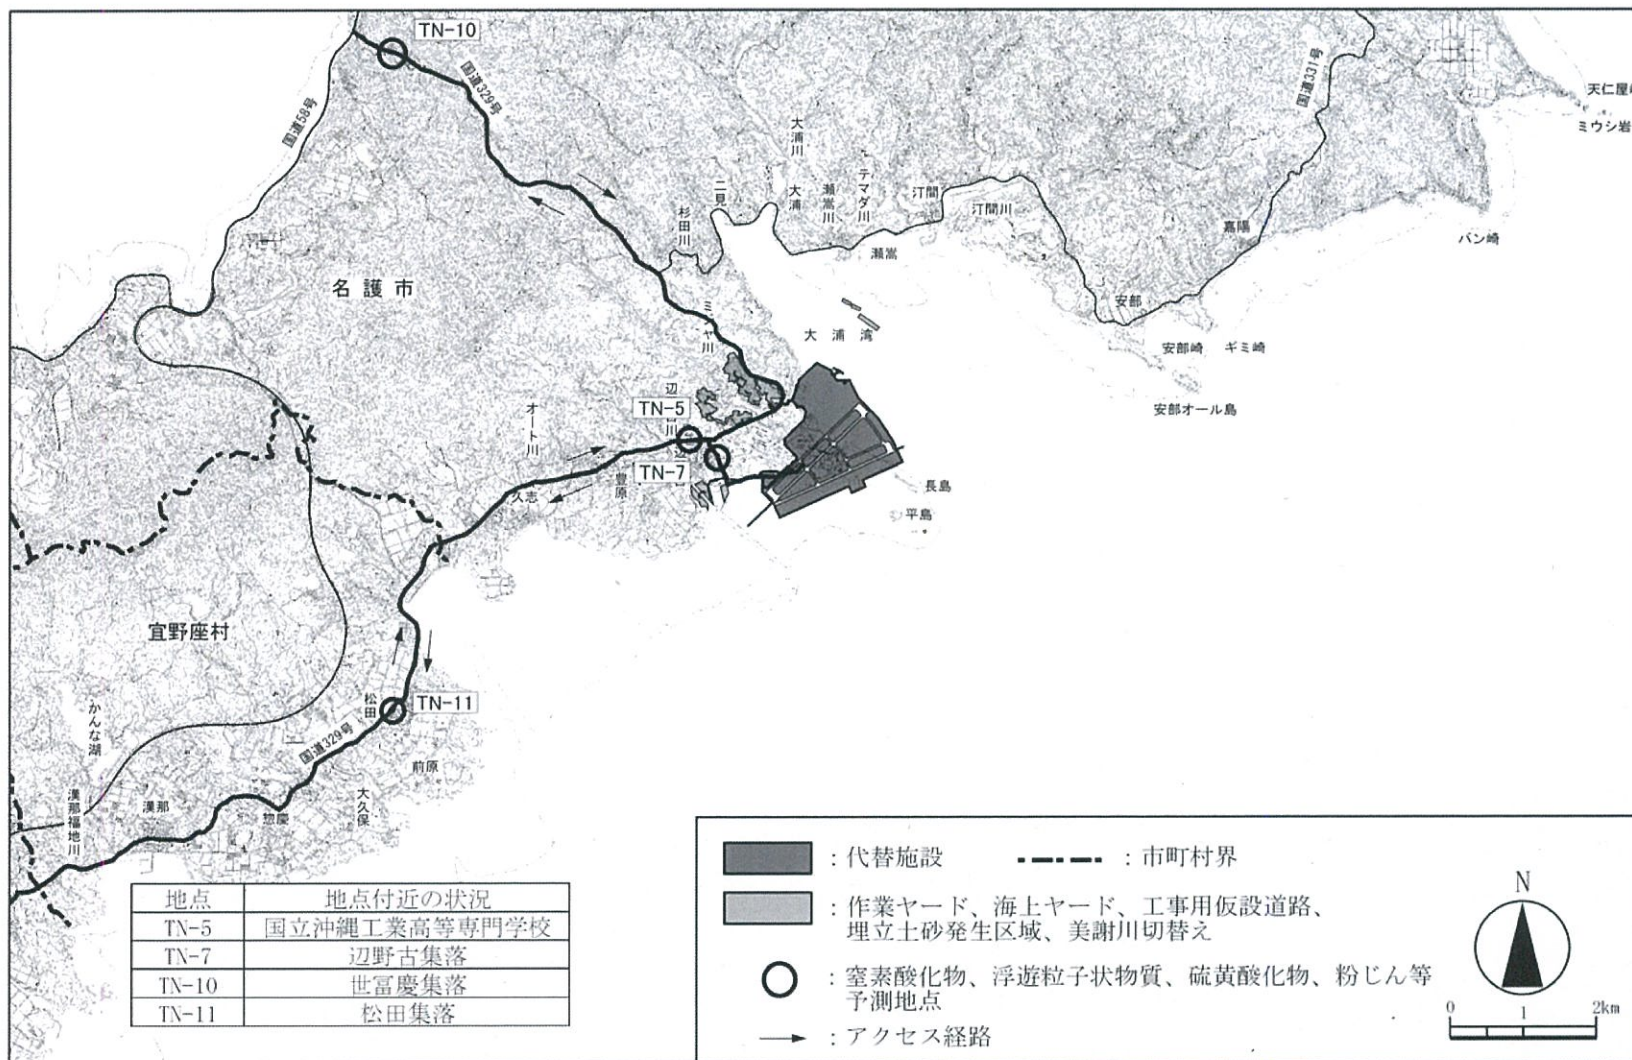 TN-10
国道329号
国道58号
国道331号
天仁屋
ミウシ岩
バン崎
大浦川
大浦
瀬嵩川
テマダ川
汀間
汀間川
瀬嵩
嘉陽
二見
杉田川
名護市
大浦湾
安部
安部崎
ギミ崎
安部オール島
TN-5
TN-7
オート川
豊原
久志
長島
平島
宜野座村
松田
TN-11
国道329号
かんな湖
前原
大久保
惣慶
漢那
漢那福地川
地点 地点付近の状況
TN-5 国立沖縄工業高等専門学校
TN-7 辺野古集落
TN-10 世冨慶集落
TN-11 松田集落
：代替施設
：市町村界
：作業ヤード、海上ヤード、工事用仮設道路、
埋立土砂発生区域、美謝川切替え
：窒素酸化物、浮遊粒子状物質、硫黄酸化物、粉じん等
予測地点
：アクセス経路
N
0 1 2km